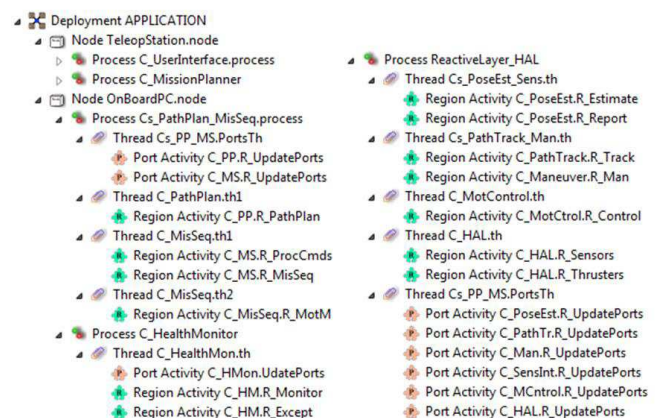 Deployment APPLICATION
Node TeleopStation.node
Process C_UserInterface.process
Process C_MissionPlanner
Node OnBoardPC.node
Process Cs_PathPlan_MisSeq.process
Thread Cs_PP_MS.PortsTh
P Port Activity C_PP.R_UpdatePorts
P Port Activity C_MS.R_UpdatePorts
Thread C_PathPlan.th1
R Region Activity C_PP.R_PathPlan
Thread C_MisSeq.th1
R Region Activity C_MS.R_ProcCmds
R Region Activity C_MS.R_MisSeq
Thread C_MisSeq.th2
R Region Activity C_MisSeq.R_MotM
Process C_HealthMonitor
Thread C_HealthMon.th
P Port Activity C_HMon.UdatePorts
R Region Activity C_HM.R_Monitor
R Region Activity C_HM.R_Except
Process ReactiveLayer_HAL
Thread Cs_PoseEst_Sens.th
R Region Activity C_PoseEst.R_Estimate
R Region Activity C_PoseEst.R_Report
Thread Cs_PathTrack_Man.th
R Region Activity C_PathTrack.R_Track
R Region Activity C_Maneuver.R_Man
Thread C_MotControl.th
R Region Activity C_MotCtrol.R_Control
Thread C_HAL.th
R Region Activity C_HAL.R_Sensors
R Region Activity C_HAL.R_Thrusters
Thread Cs_PP_MS.PortsTh
P Port Activity C_PoseEst.R_UpdatePorts
P Port Activity C_PathTr.R_UpdatePorts
P Port Activity C_Man.R_UpdatePorts
P Port Activity C_SensInt.R_UpdatePorts
P Port Activity C_MCntrol.R_UpdatePorts
P Port Activity C_HAL.R_UpdatePorts